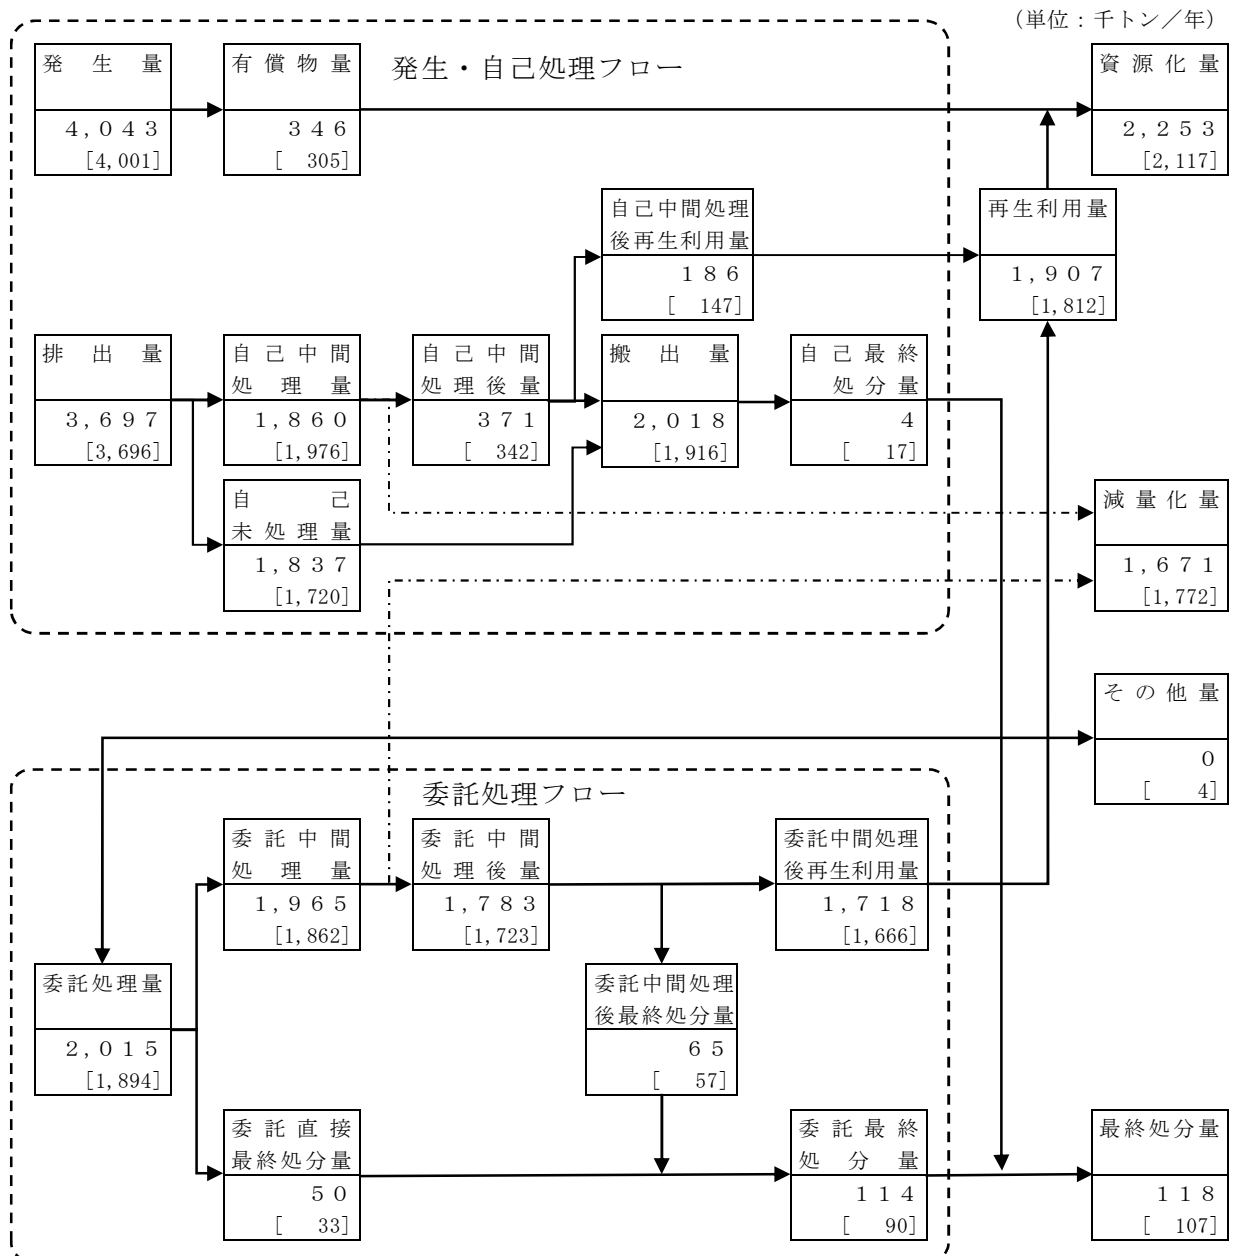 (単位:千トン/年)
発生・自己処理フロー
発生量
4,043
[4,001]
有償物量
346
[ 305]
資源化量
2,253
[2,117]
自己中間処理
後再生利用量
186
[ 147]
再生利用量
1,907
[1,812]
排出量
3,697
[3,696]
自己中間
処理量
1,860
[1,976]
自己中間
処理後量
371
[ 342]
搬出量
2,018
[1,916]
自己最終
処分量
4
[ 17]
自己
未処理量
1,837
[1,720]
減量化量
1,671
[1,772]
その他量
0
[ 4]
委託処理フロー
委託中間
処理量
1,965
[1,862]
委託中間
処理後量
1,783
[1,723]
委託中間処理
後再生利用量
1,718
[1,666]
委託処理量
2,015
[1,894]
委託中間処理
後最終処分量
65
[ 57]
委託直接
最終処分量
50
[ 33]
委託最終
処分量
114
[ 90]
最終処分量
118
[ 107]